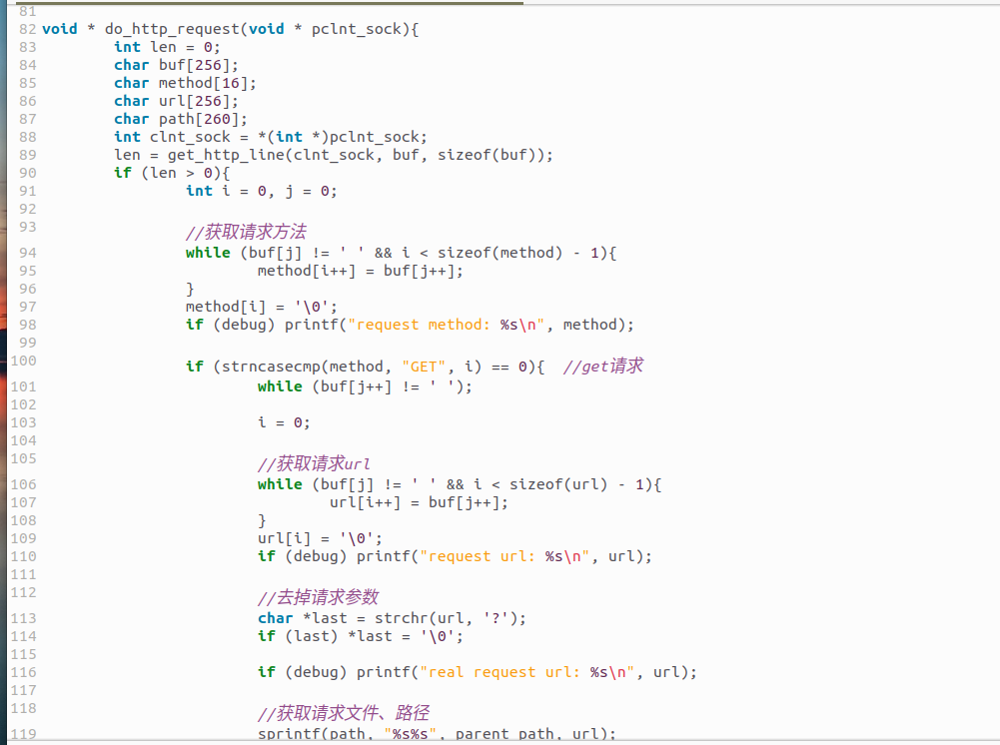 81
82 void * do_http_request(void * pclnt_sock){
83         int len = 0;
84         char buf[256];
85         char method[16];
86         char url[256];
87         char path[260];
88         int clnt_sock = *(int *)pclnt_sock;
89         len = get_http_line(clnt_sock, buf, sizeof(buf));
90         if (len > 0){
91                 int i = 0, j = 0;
92
93                 //获取请求方法
94                 while (buf[j] != ' ' && i < sizeof(method) - 1){
95                         method[i++] = buf[j++];
96                 }
97                 method[i] = '\0';
98                 if (debug) printf("request method: %s\n", method);
99
100                 if (strncasecmp(method, "GET", i) == 0){  //get请求
101                         while (buf[j++] != ' ');
102
103                         i = 0;
104
105                         //获取请求url
106                         while (buf[j] != ' ' && i < sizeof(url) - 1){
107                                 url[i++] = buf[j++];
108                         }
109                         url[i] = '\0';
110                         if (debug) printf("request url: %s\n", url);
111
112                         //去掉请求参数
113                         char *last = strchr(url, '?');
114                         if (last) *last = '\0';
115
116                         if (debug) printf("real request url: %s\n", url);
117
118                         //获取请求文件、路径
119                         sprintf(path, "%s%s", parent_path, url);